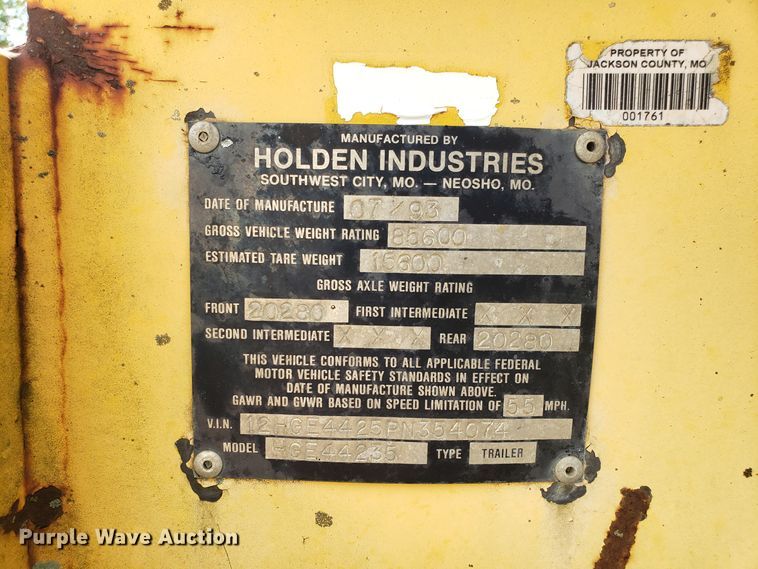 PROPERTY OF
JACKSON COUNTY, MO
001761
MANUFACTURED BY
HOLDEN INDUSTRIES
SOUTHWEST CITY, MO. — NEOSHO, MO.
DATE OF MANUFACTURE 07/93
GROSS VEHICLE WEIGHT RATING 85600
ESTIMATED TARE WEIGHT 15600
GROSS AXLE WEIGHT RATING
FRONT 20280 FIRST INTERMEDIATE X X X
SECOND INTERMEDIATE X X X REAR 20280
THIS VEHICLE CONFORMS TO ALL APPLICABLE FEDERAL
MOTOR VEHICLE SAFETY STANDARDS IN EFFECT ON
DATE OF MANUFACTURE SHOWN ABOVE.
GAWR AND GVWR BASED ON SPEED LIMITATION OF 55 MPH.
V.I.N. 12HGE4425PN354074
MODEL HGE44235 TYPE TRAILER
Purple Wave Auction